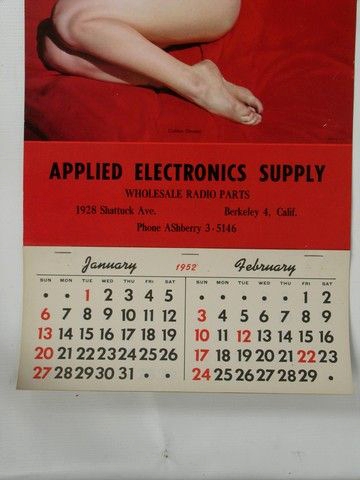 Golden Dreams
APPLIED ELECTRONICS SUPPLY
WHOLESALE RADIO PARTS
1928 Shattuck Ave. Berkeley 4, Calif.
Phone AShberry 3-5146
January 1952 February
SUN MON TUE WED THU FRI SAT SUN MON TUE WED THU FRI SAT
• • 1 2 3 4 5 • • • • • 1 2
6 7 8 9 10 11 12 3 4 5 6 7 8 9
13 14 15 16 17 18 19 10 11 12 13 14 15 16
20 21 22 23 24 25 26 17 18 19 20 21 22 23
27 28 29 30 31 • • 24 25 26 27 28 29 •